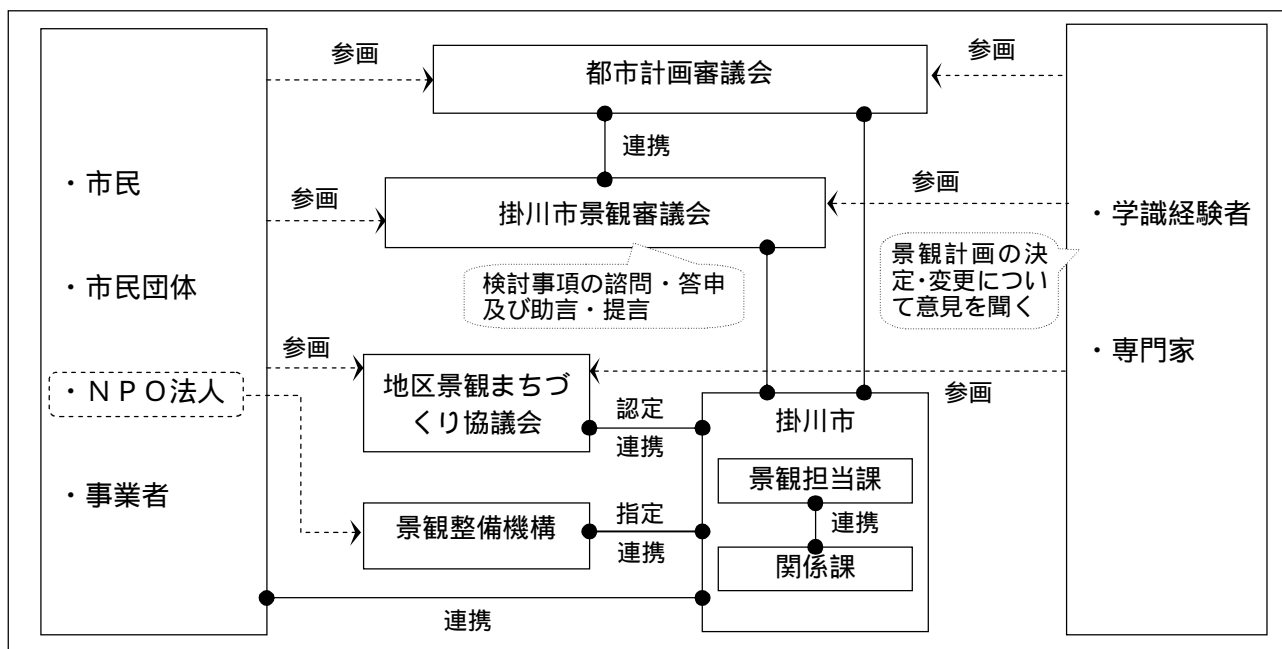 参画
都市計画審議会
参画
連携
・市民
参画
掛川市景観審議会
参画
・学識経験者
検討事項の諮問・答申
及び助言・提言
景観計画の決
定・変更につい
て意見を聞く
・市民団体
参画
地区景観まちづ
くり協議会
・専門家
参画
・ＮＰＯ法人
認定
連携
掛川市
景観担当課
連携
関係課
・事業者
景観整備機構
指定
連携
連携